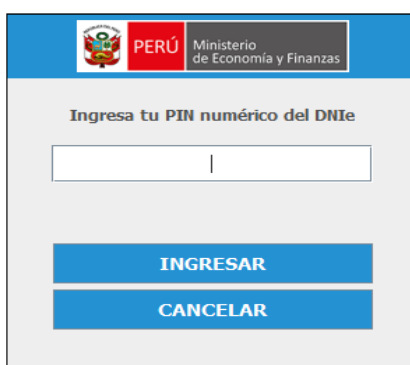 PERÚ
Ministerio
de Economía y Finanzas
Ingresa tu PIN numérico del DNIe
INGRESAR
CANCELAR